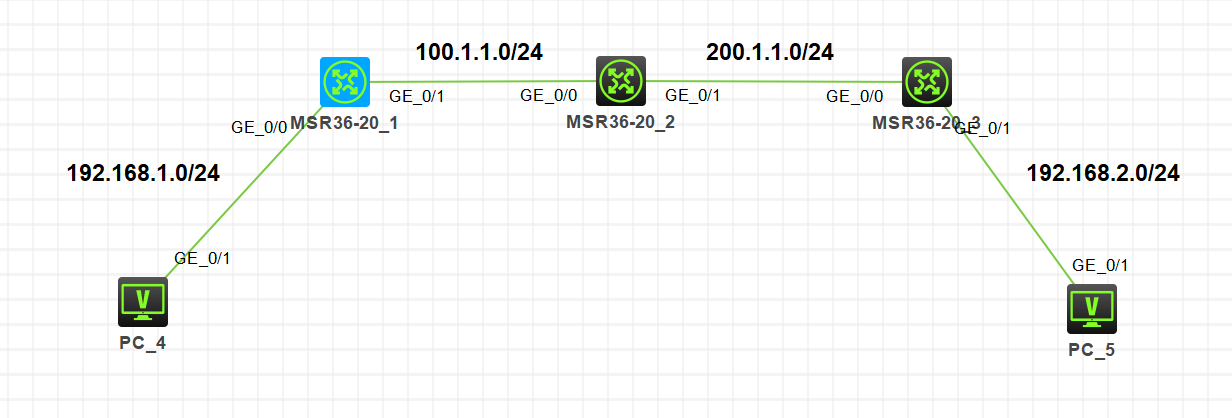 100.1.1.0/24
200.1.1.0/24
GE_0/1
GE_0/0
GE_0/1
GE_0/0
MSR36-20_1
MSR36-20_2
MSR36-20_3
GE_0/0
GE_0/1
192.168.1.0/24
192.168.2.0/24
GE_0/1
GE_0/1
V
V
PC_4
PC_5